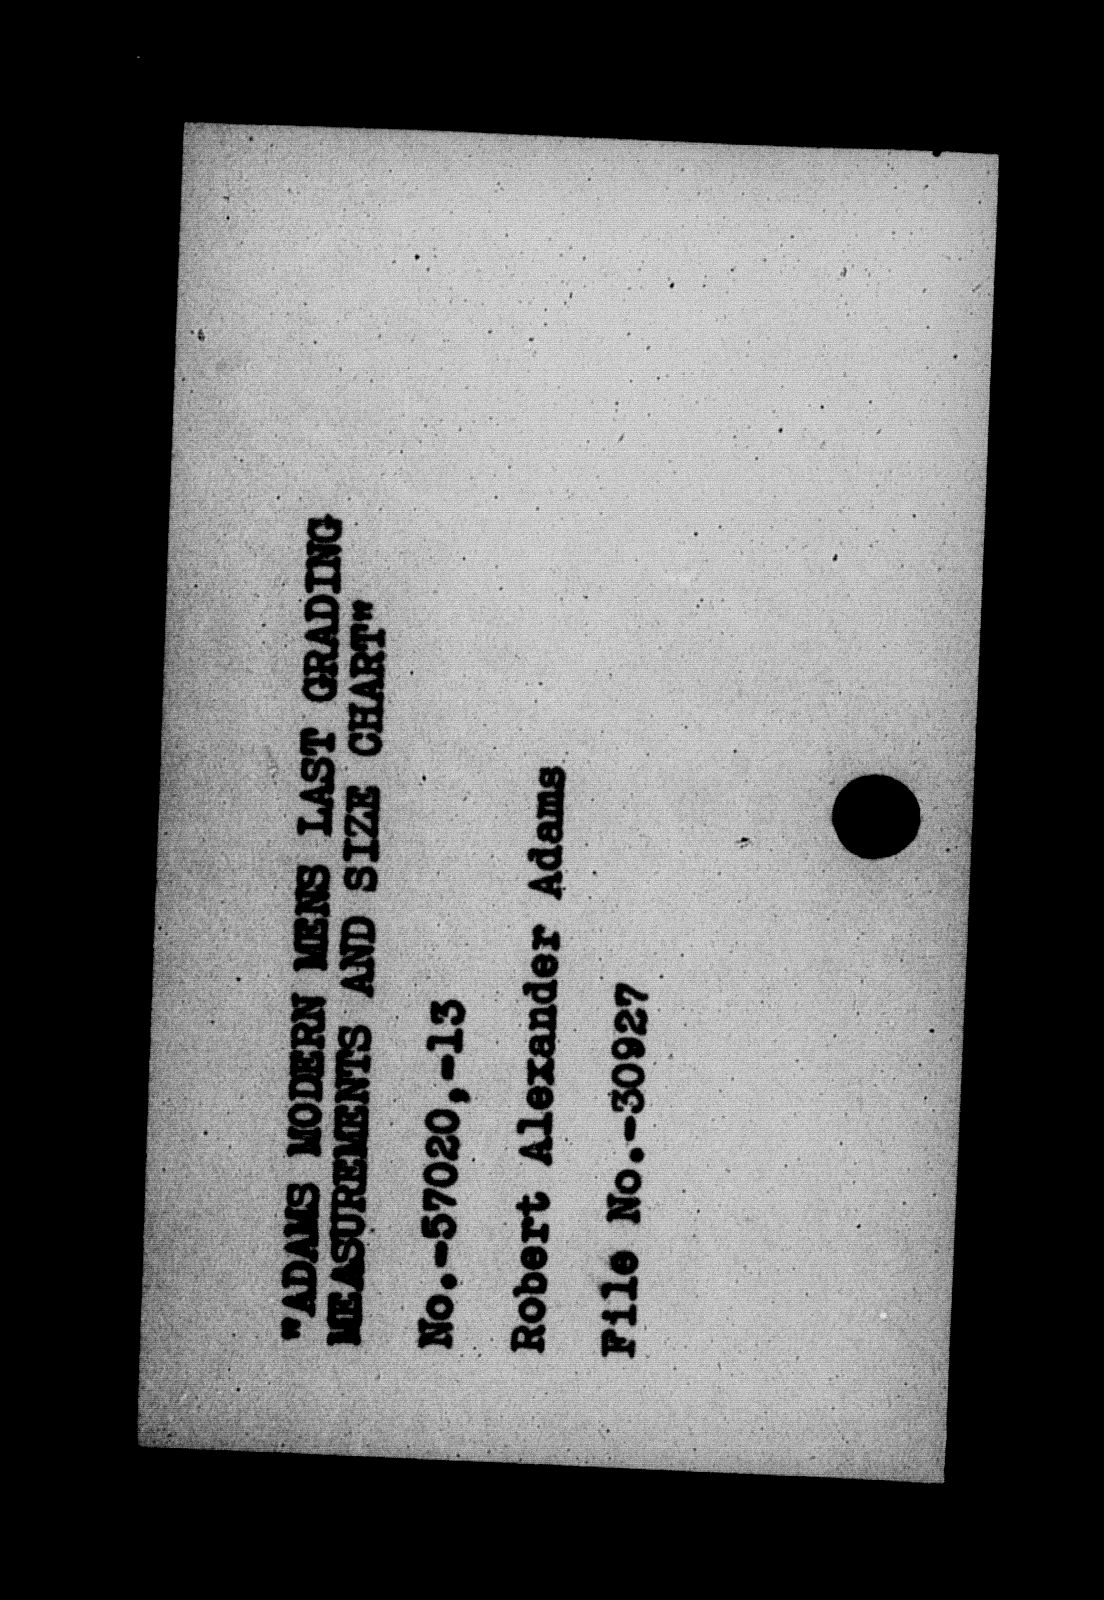 "ADAMS MODERN MENS LAST GRADING
MEASUREMENTS AND SIZE CHART"
No.-57020,-13
Robert Alexander Adams
File No.-30927